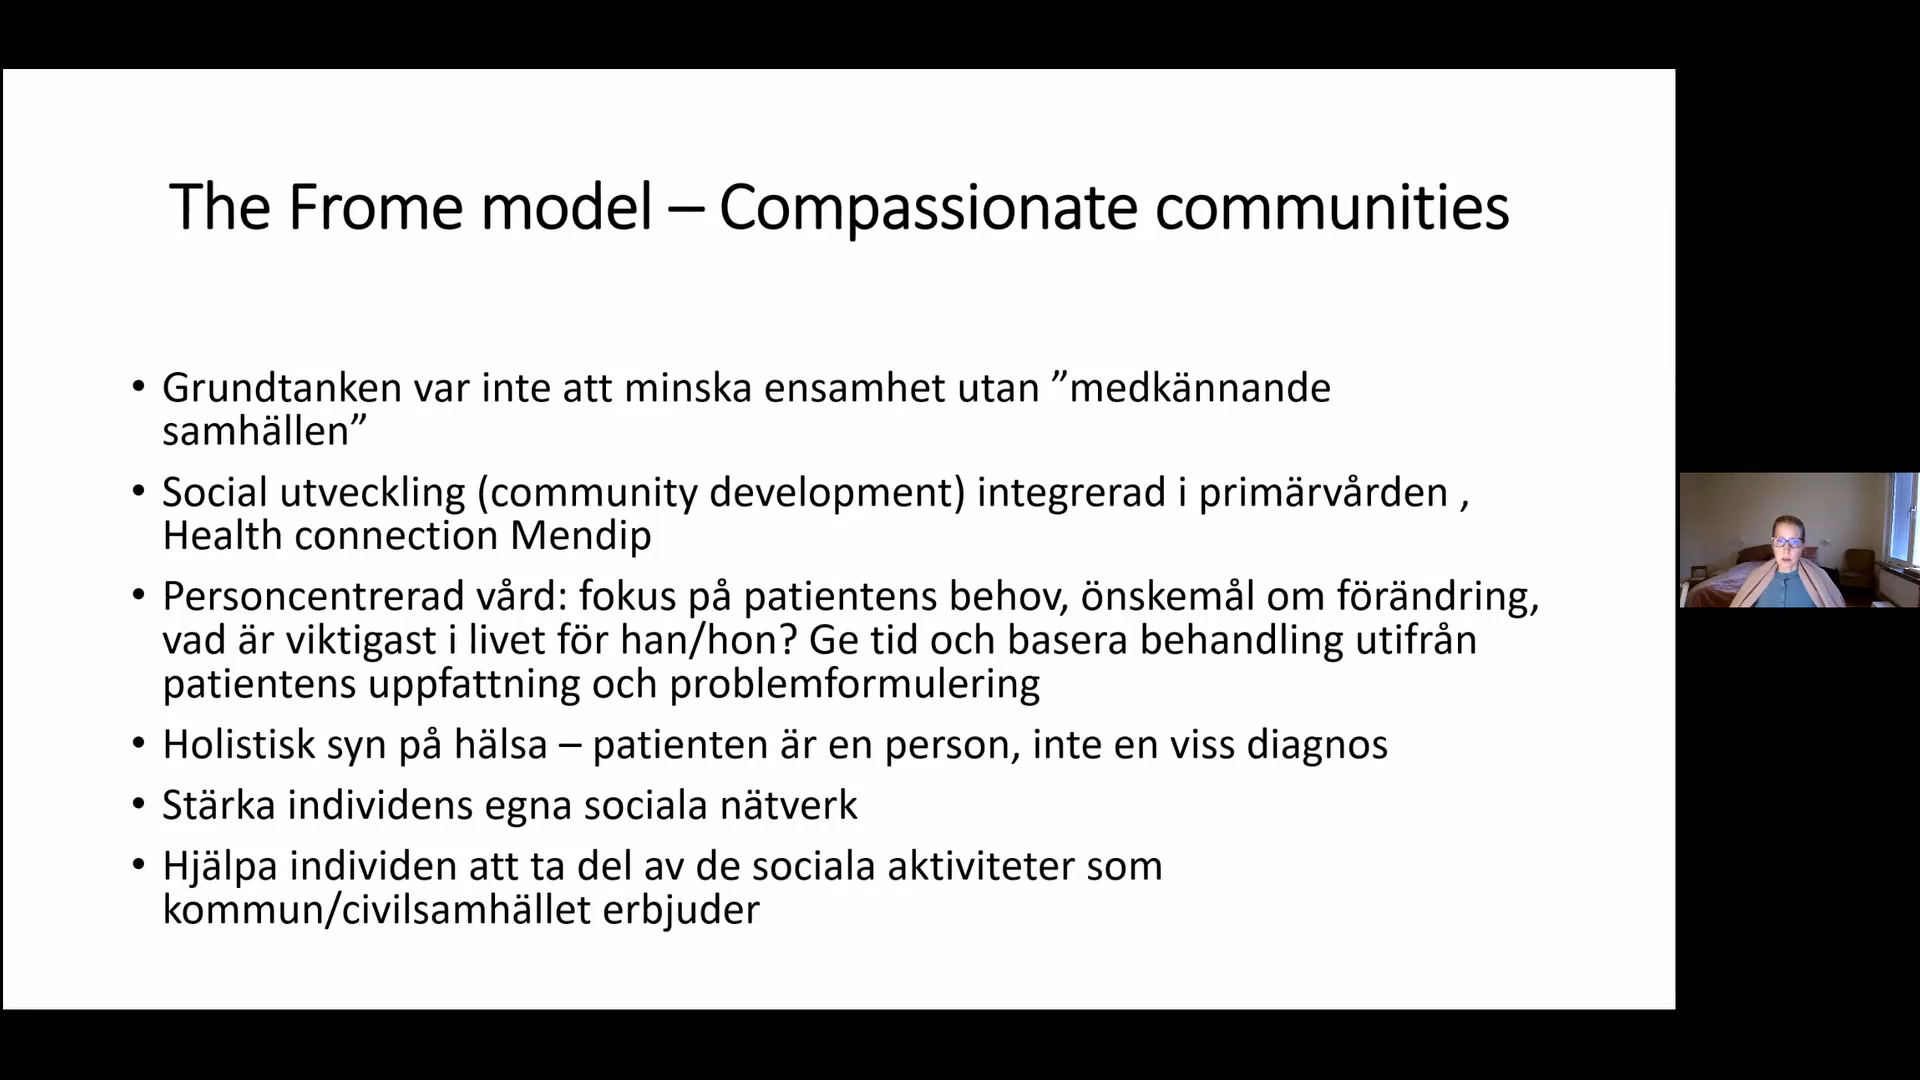 The Frome model – Compassionate communities
• Grundtanken var inte att minska ensamhet utan ”medkännande
samhällen”
• Social utveckling (community development) integrerad i primärvården ,
Health connection Mendip
• Personcentrerad vård: fokus på patientens behov, önskemål om förändring,
vad är viktigast i livet för han/hon? Ge tid och basera behandling utifrån
patientens uppfattning och problemformulering
• Holistisk syn på hälsa – patienten är en person, inte en viss diagnos
• Stärka individens egna sociala nätverk
• Hjälpa individen att ta del av de sociala aktiviteter som
kommun/civilsamhället erbjuder